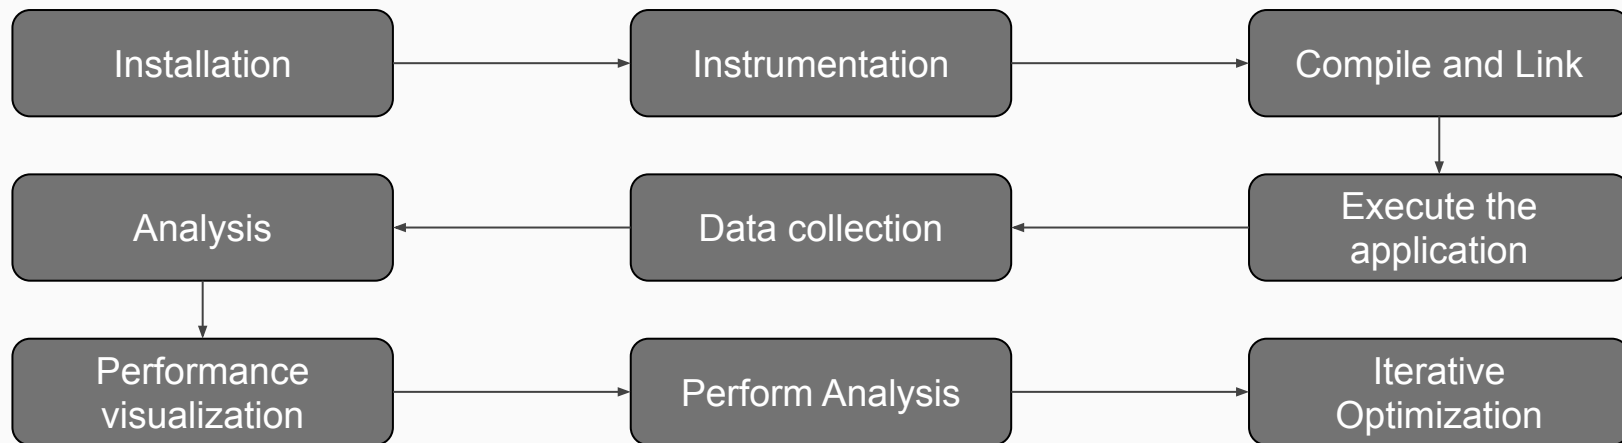 Installation
Instrumentation
Compile and Link
Execute the
application
Data collection
Analysis
Performance
visualization
Perform Analysis
Iterative
Optimization